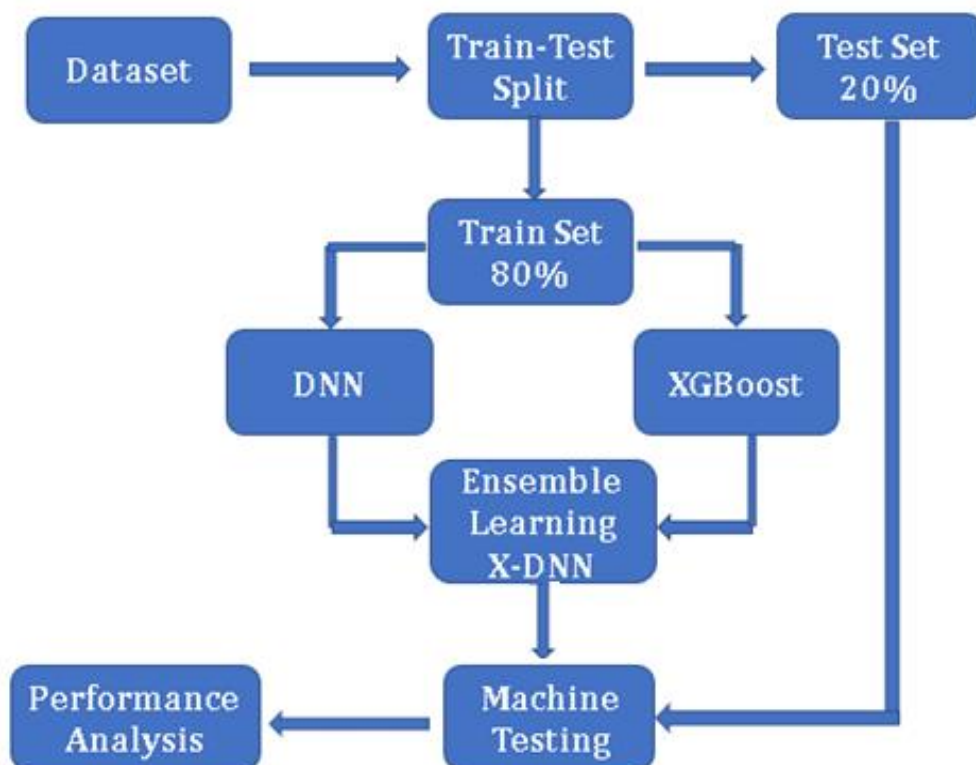 Dataset
Train-Test
Split
Test Set
20%
Train Set
80%
DNN
XGBoost
Ensemble
Learning
X-DNN
Performance
Analysis
Machine
Testing